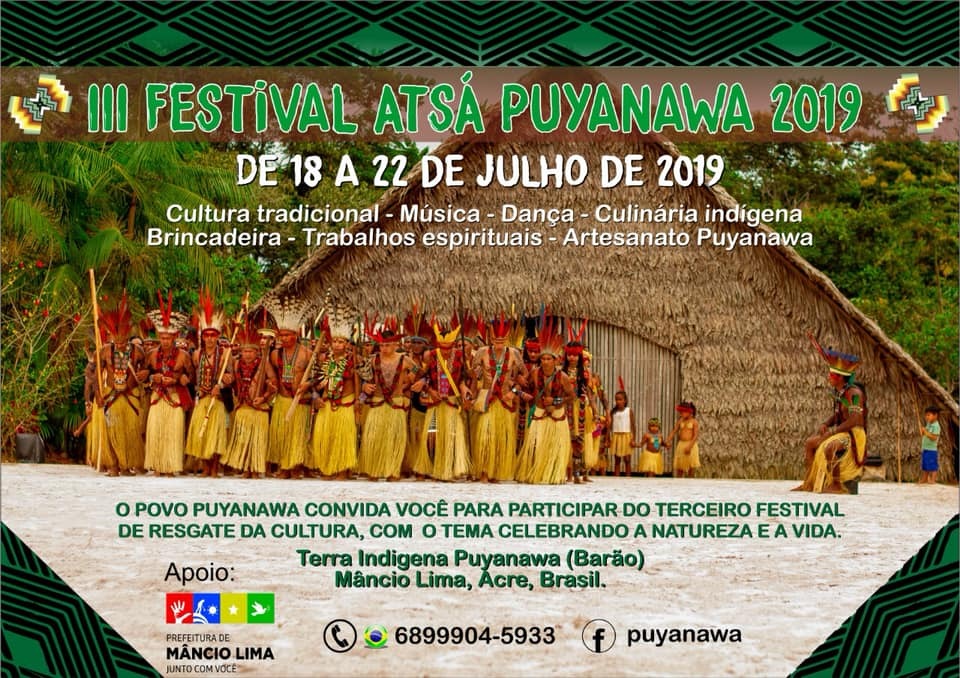 III FESTIVAL ATSÁ PUYANAWA 2019
DE 18 A 22 DE JULHO DE 2019
Cultura tradicional - Música - Dança - Culinária indígena
Brincadeira - Trabalhos espirituais - Artesanato Puyanawa
O POVO PUYANAWA CONVIDA VOCÊ PARA PARTICIPAR DO TERCEIRO FESTIVAL
DE RESGATE DA CULTURA, COM O TEMA CELEBRANDO A NATUREZA E A VIDA.
Terra Indigena Puyanawa (Barão)
Mâncio Lima, Acre, Brasil.
Apoio:
PREFEITURA DE
MÂNCIO LIMA
JUNTO COM VOCÊ
6899904-5933
f puyanawa